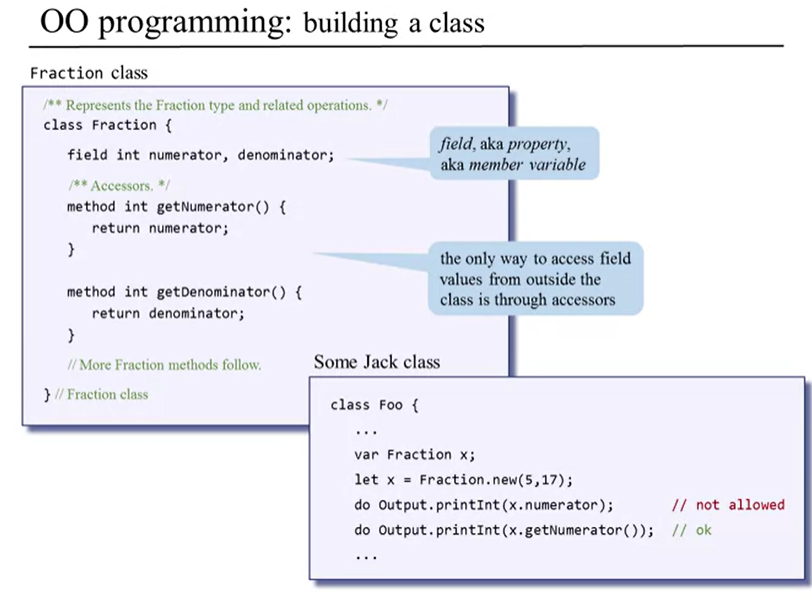 OO programming: building a class
Fraction class
/** Represents the Fraction type and related operations. */
class Fraction {
field int numerator, denominator;
/** Accessors. */
method int getNumerator() {
return numerator;
}
method int getDenominator() {
return denominator;
}
// More Fraction methods follow.
} // Fraction class
field, aka property,
aka member variable
the only way to access field
values from outside the
class is through accessors
Some Jack class
class Foo {
...
var Fraction x;
let x = Fraction.new(5,17);
do Output.printInt(x.numerator); // not allowed
do Output.printInt(x.getNumerator()); // ok
...